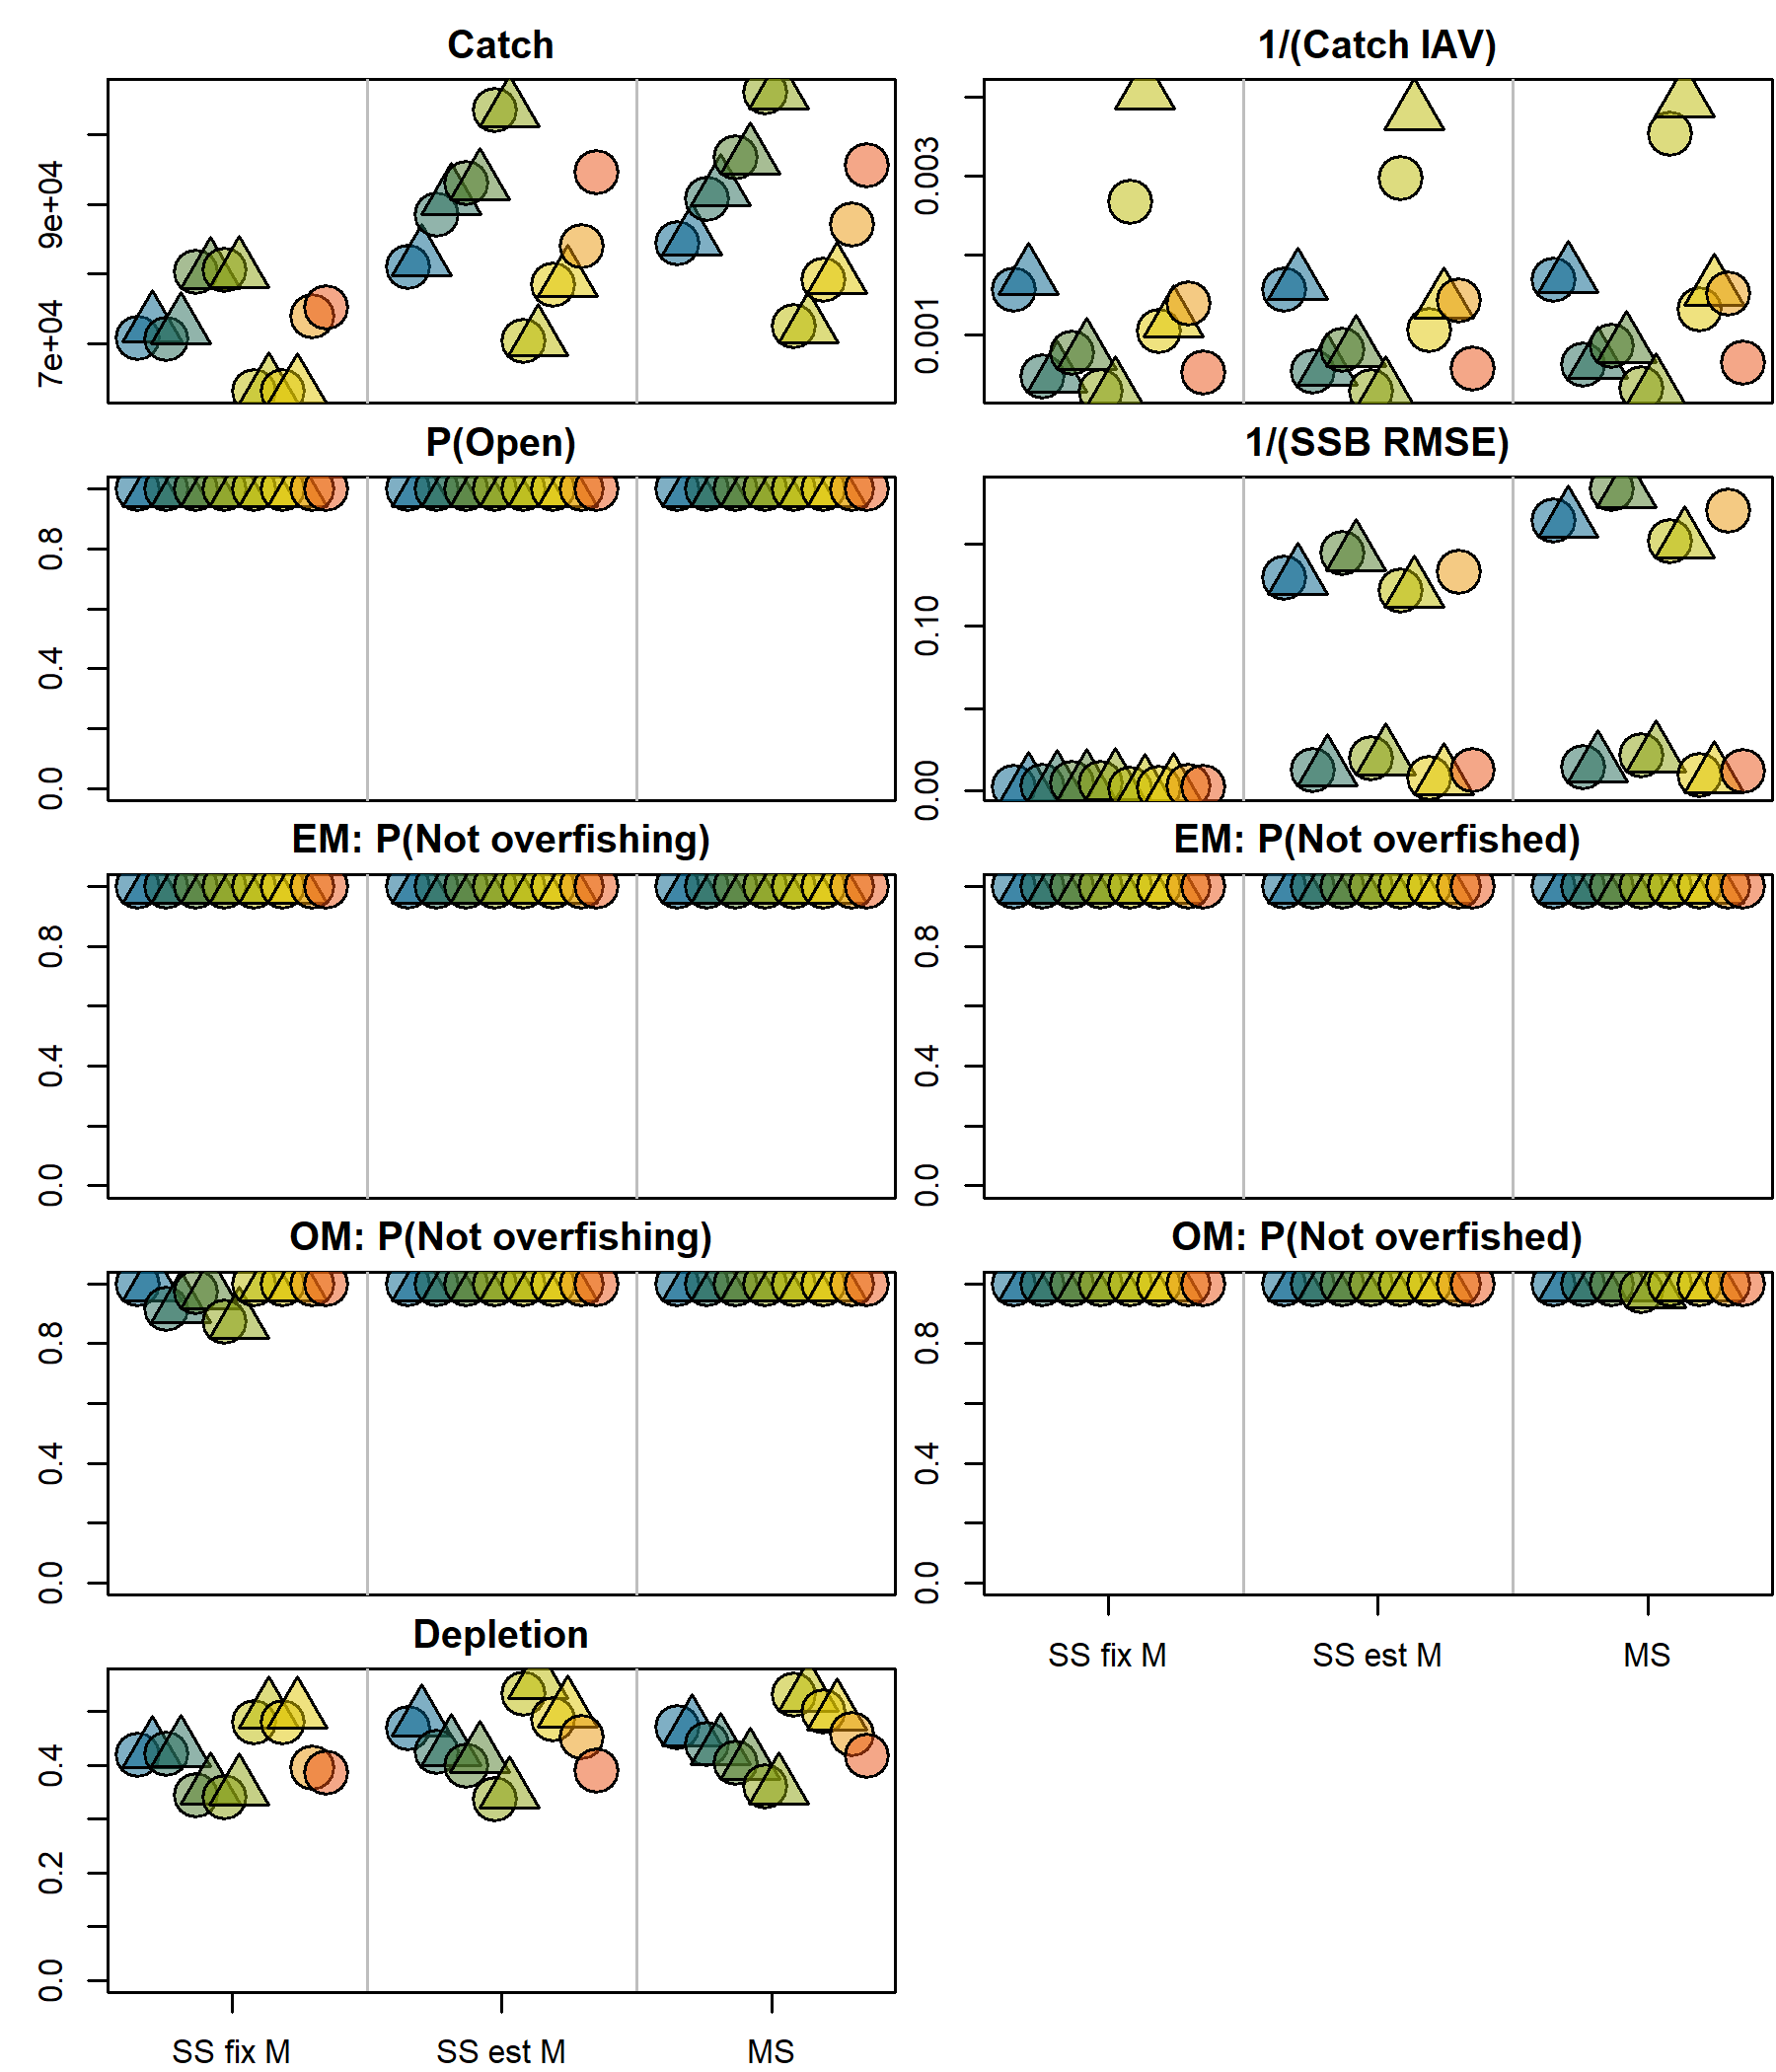 Catch
1/(Catch IAV)
9e+04
7e+04
0.003
0.001
P(Open)
1/(SSB RMSE)
0.8
0.4
0.0
0.10
0.00
EM: P(Not overfishing)
EM: P(Not overfished)
0.8
0.4
0.0
0.8
0.4
0.0
OM: P(Not overfishing)
OM: P(Not overfished)
0.8
0.4
0.0
0.8
0.4
0.0
SS fix M
SS est M
MS
Depletion
0.4
0.2
0.0
SS fix M
SS est M
MS